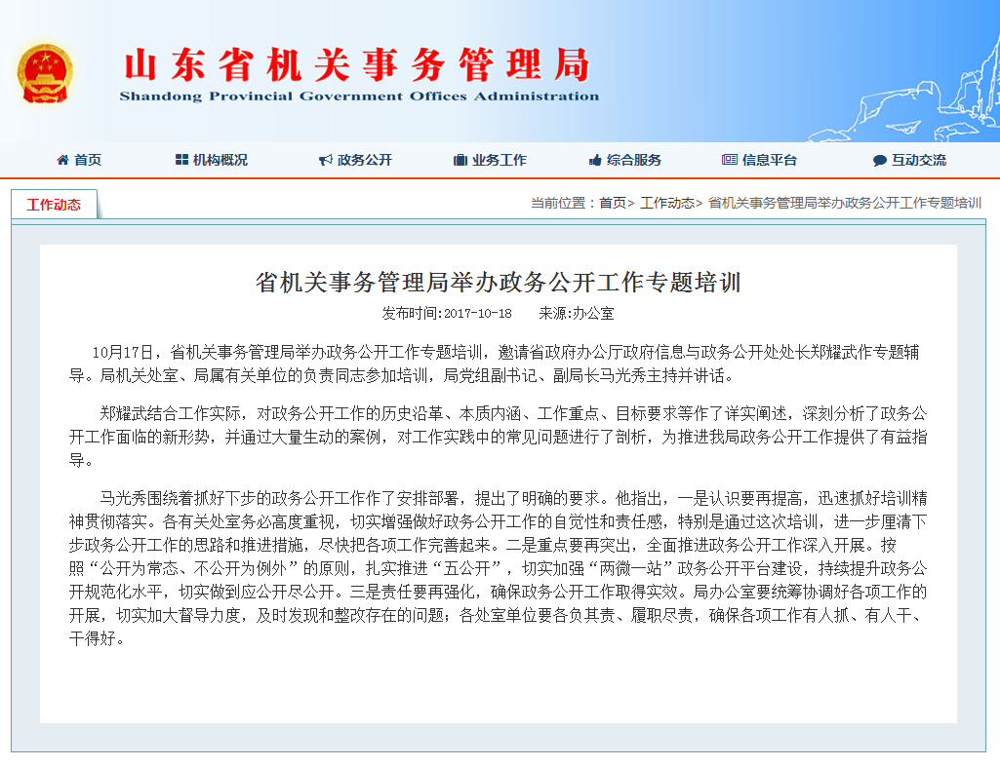 山东省机关事务管理局
Shandong Provincial Government Offices Administration
首页 机构概况 政务公开 业务工作 综合服务 信息平台 互动交流
工作动态 当前位置：首页> 工作动态> 省机关事务管理局举办政务公开工作专题培训
省机关事务管理局举办政务公开工作专题培训
发布时间:2017-10-18 来源:办公室
10月17日，省机关事务管理局举办政务公开工作专题培训，邀请省政府办公厅政府信息与政务公开处处长郑耀武作专题辅
导。局机关处室、局属有关单位的负责同志参加培训，局党组副书记、副局长马光秀主持并讲话。
郑耀武结合工作实际，对政务公开工作的历史沿革、本质内涵、工作重点、目标要求等作了详实阐述，深刻分析了政务公
开工作面临的新形势，并通过大量生动的案例，对工作实践中的常见问题进行了剖析，为推进我局政务公开工作提供了有益指
导。
马光秀围绕着抓好下步的政务公开工作作了安排部署，提出了明确的要求。他指出，一是认识要再提高，迅速抓好培训精
神贯彻落实。各有关处室务必高度重视，切实增强做好政务公开工作的自觉性和责任感，特别是通过这次培训，进一步厘清下
步政务公开工作的思路和推进措施，尽快把各项工作完善起来。二是重点要再突出，全面推进政务公开工作深入开展。按
照“公开为常态、不公开为例外”的原则，扎实推进“五公开”，切实加强“两微一站”政务公开平台建设，持续提升政务公
开规范化水平，切实做到应公开尽公开。三是责任要再强化，确保政务公开工作取得实效。局办公室要统筹协调好各项工作的
开展，切实加大督导力度，及时发现和整改存在的问题；各处室单位要各负其责、履职尽责，确保各项工作有人抓、有人干、
干得好。